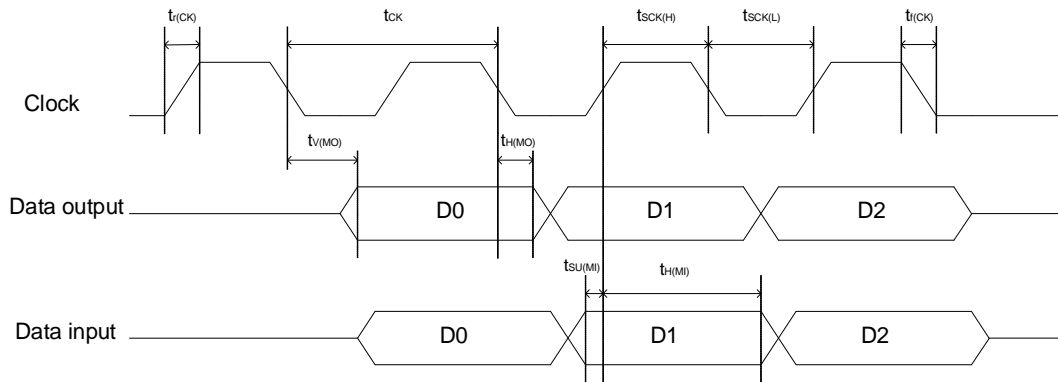 tr(CK) tCK tSCK(H) tSCK(L) tf(CK)
Clock
tV(MO) tH(MO)
Data output D0 D1 D2
tSU(MI) tH(MI)
Data input D0 D1 D2